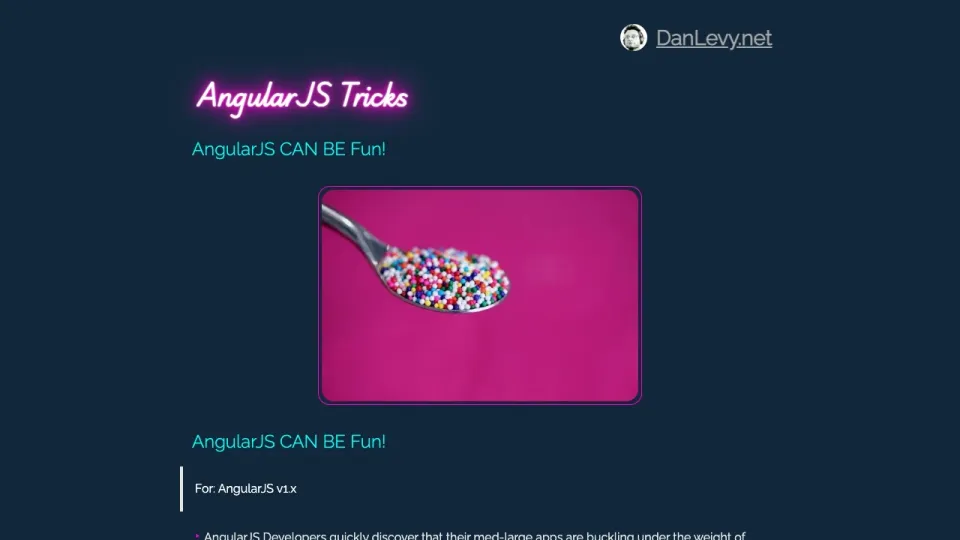 DanLevy.net
AngularJS Tricks
AngularJS CAN BE Fun!
AngularJS CAN BE Fun!
For: AngularJS v1.x
AngularJS Developers quickly discover that their med-large apps are buckling under the weight of